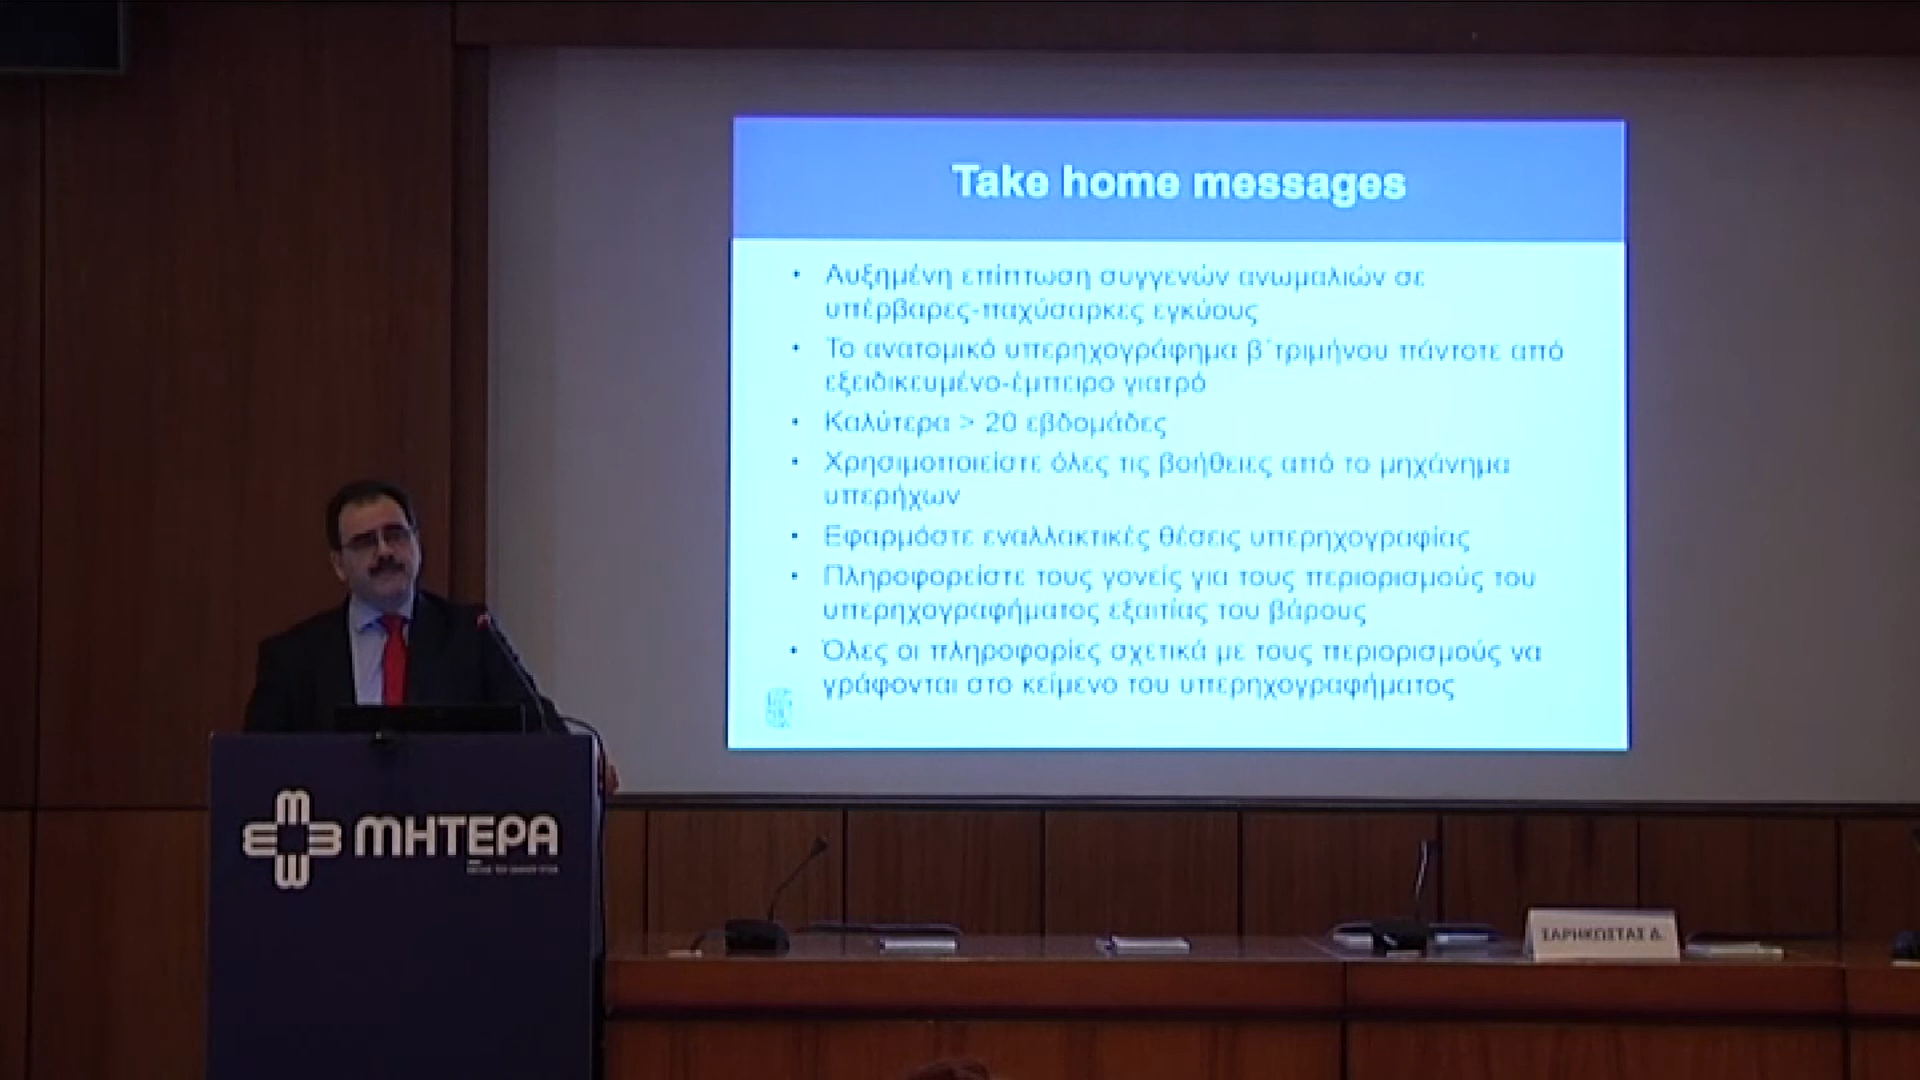 Take home messages
• Αυξημένη επίπτωση συγγενών ανωμαλιών σε
υπέρβαρες-παχύσαρκες εγκύους
• Το ανατομικό υπερηχογράφημα β΄τριμήνου πάντοτε από
εξειδικευμένο-έμπειρο γιατρό
• Καλύτερα > 20 εβδομάδες
• Χρησιμοποιείστε όλες τις βοήθειες από το μηχάνημα
υπερήχων
• Εφαρμόστε εναλλακτικές θέσεις υπερηχογραφίας
• Πληροφορείστε τους γονείς για τους περιορισμούς του
υπερηχογραφήματος εξαιτίας του βάρους
• Όλες οι πληροφορίες σχετικά με τους περιορισμούς να
γράφονται στο κείμενο του υπερηχογραφήματος
ΜΗΤΕΡΑ
ΣΑΡΗΚΩΣΤΑΣ Δ.